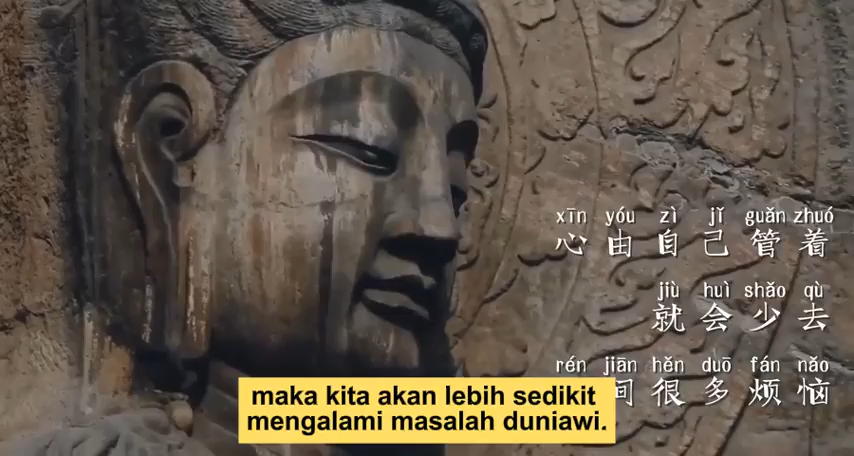 xīn yóu zì jǐ guǎn zhuó
心由自己管着
jiù huì shǎo qù
就会少去
rén jiān hěn duō fán nǎo
间很多烦恼
maka kita akan lebih sedikit
mengalami masalah duniawi.